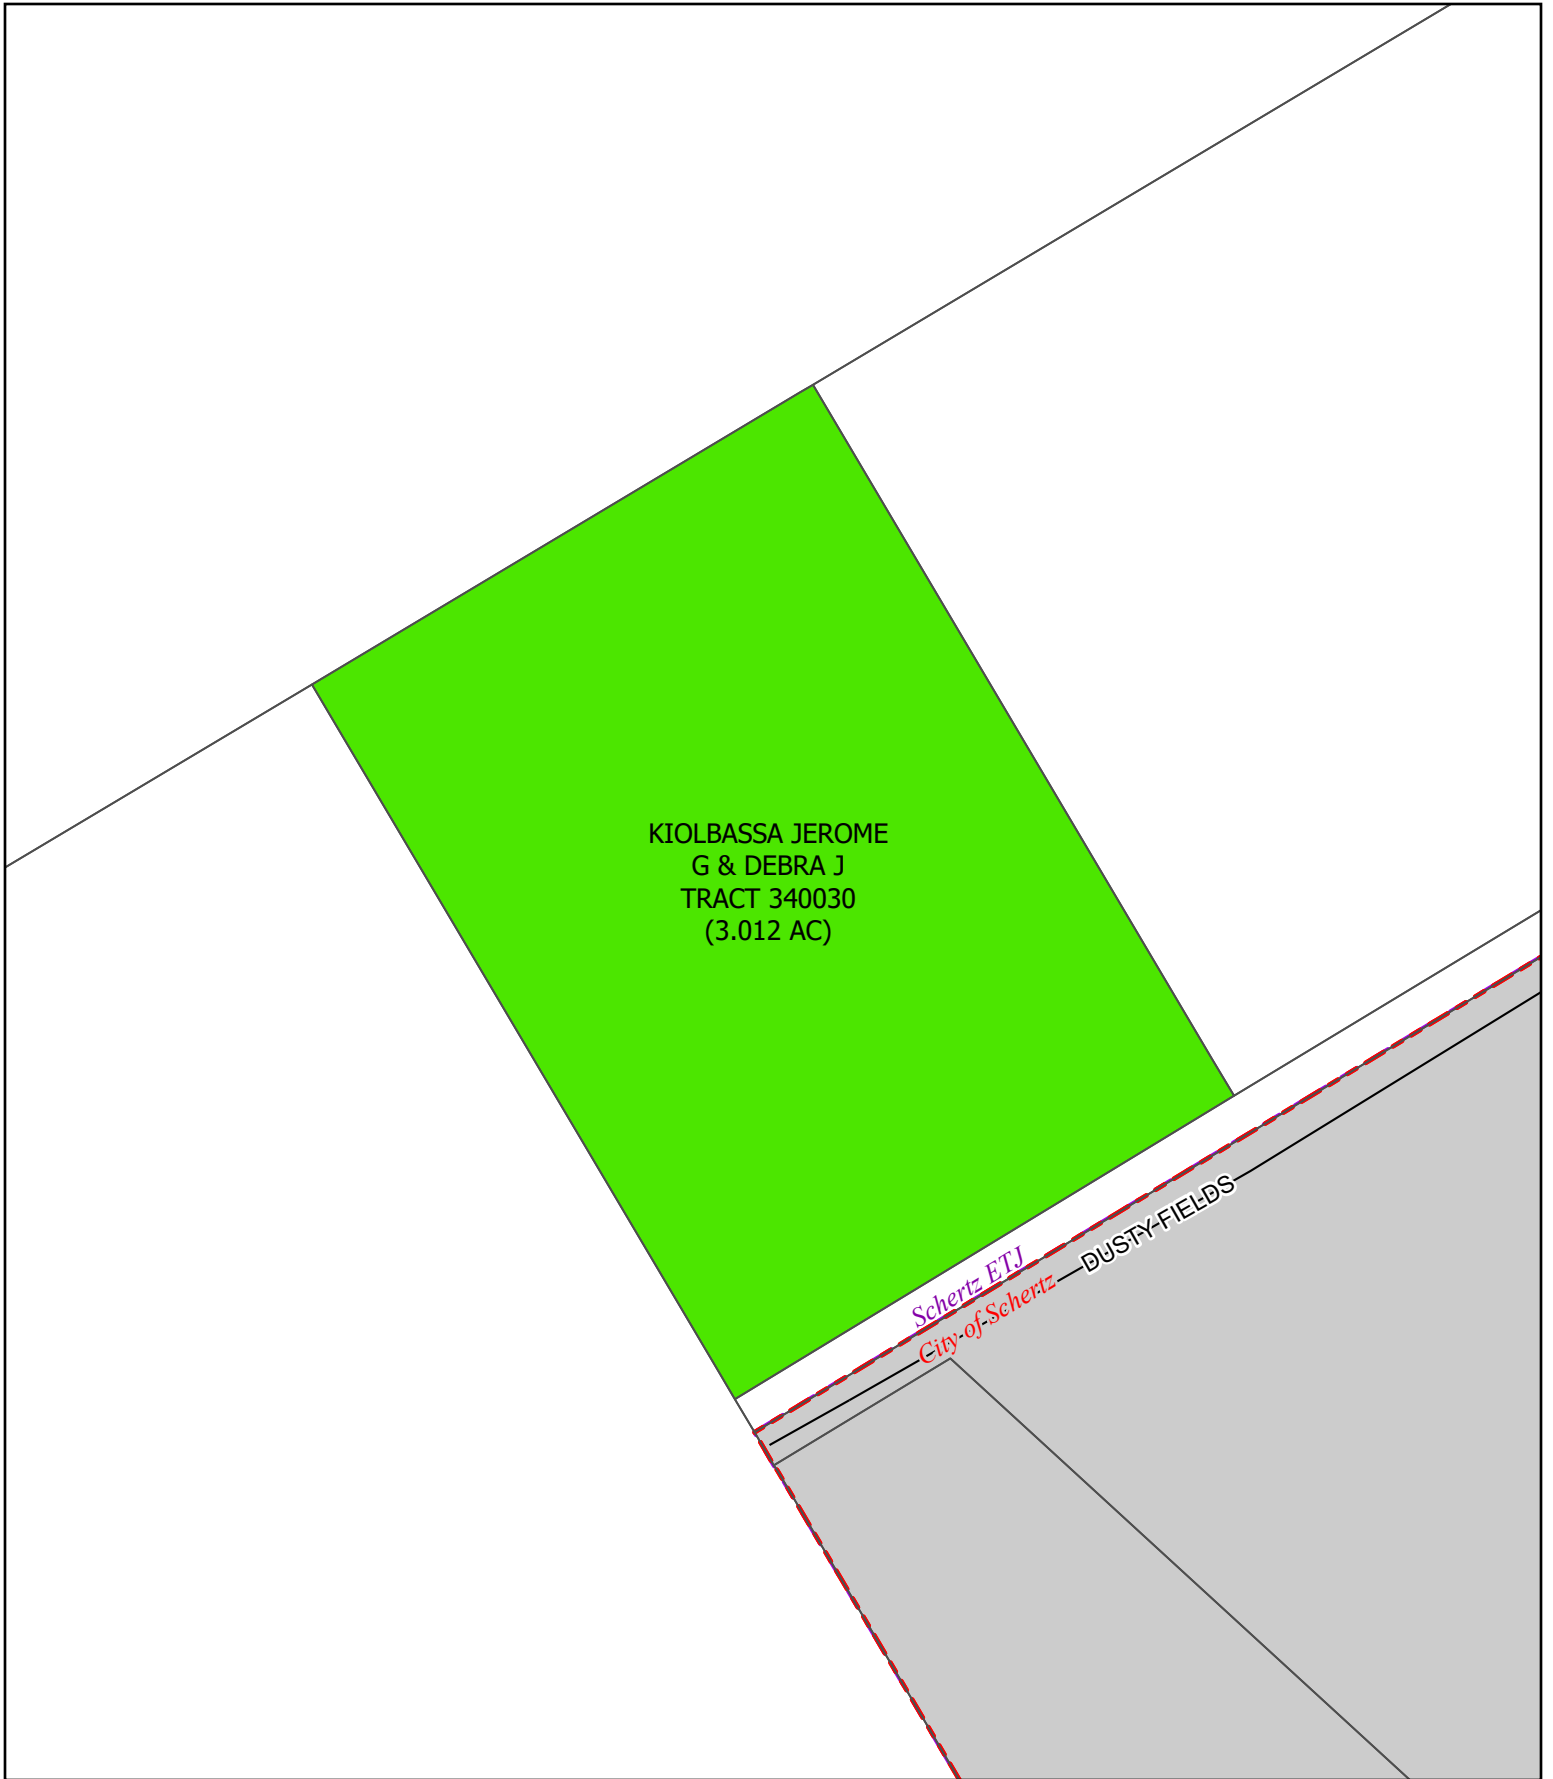 KIOLBASSA JEROME
G & DEBRA J
TRACT 340030
(3.012 AC)
DUSTY FIELDS
Schertz ETJ
City of Schertz